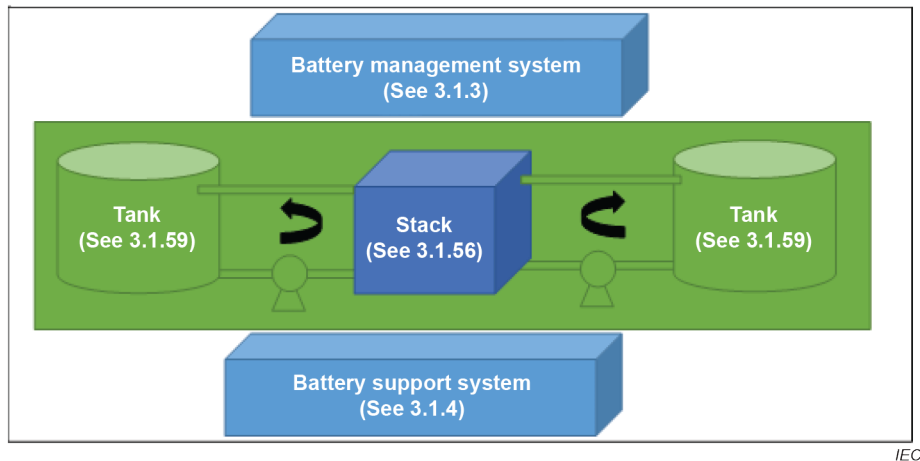 Battery management system
(See 3.1.3)
Tank
(See 3.1.59)
Stack
(See 3.1.56)
Tank
(See 3.1.59)
Battery support system
(See 3.1.4)
IEC